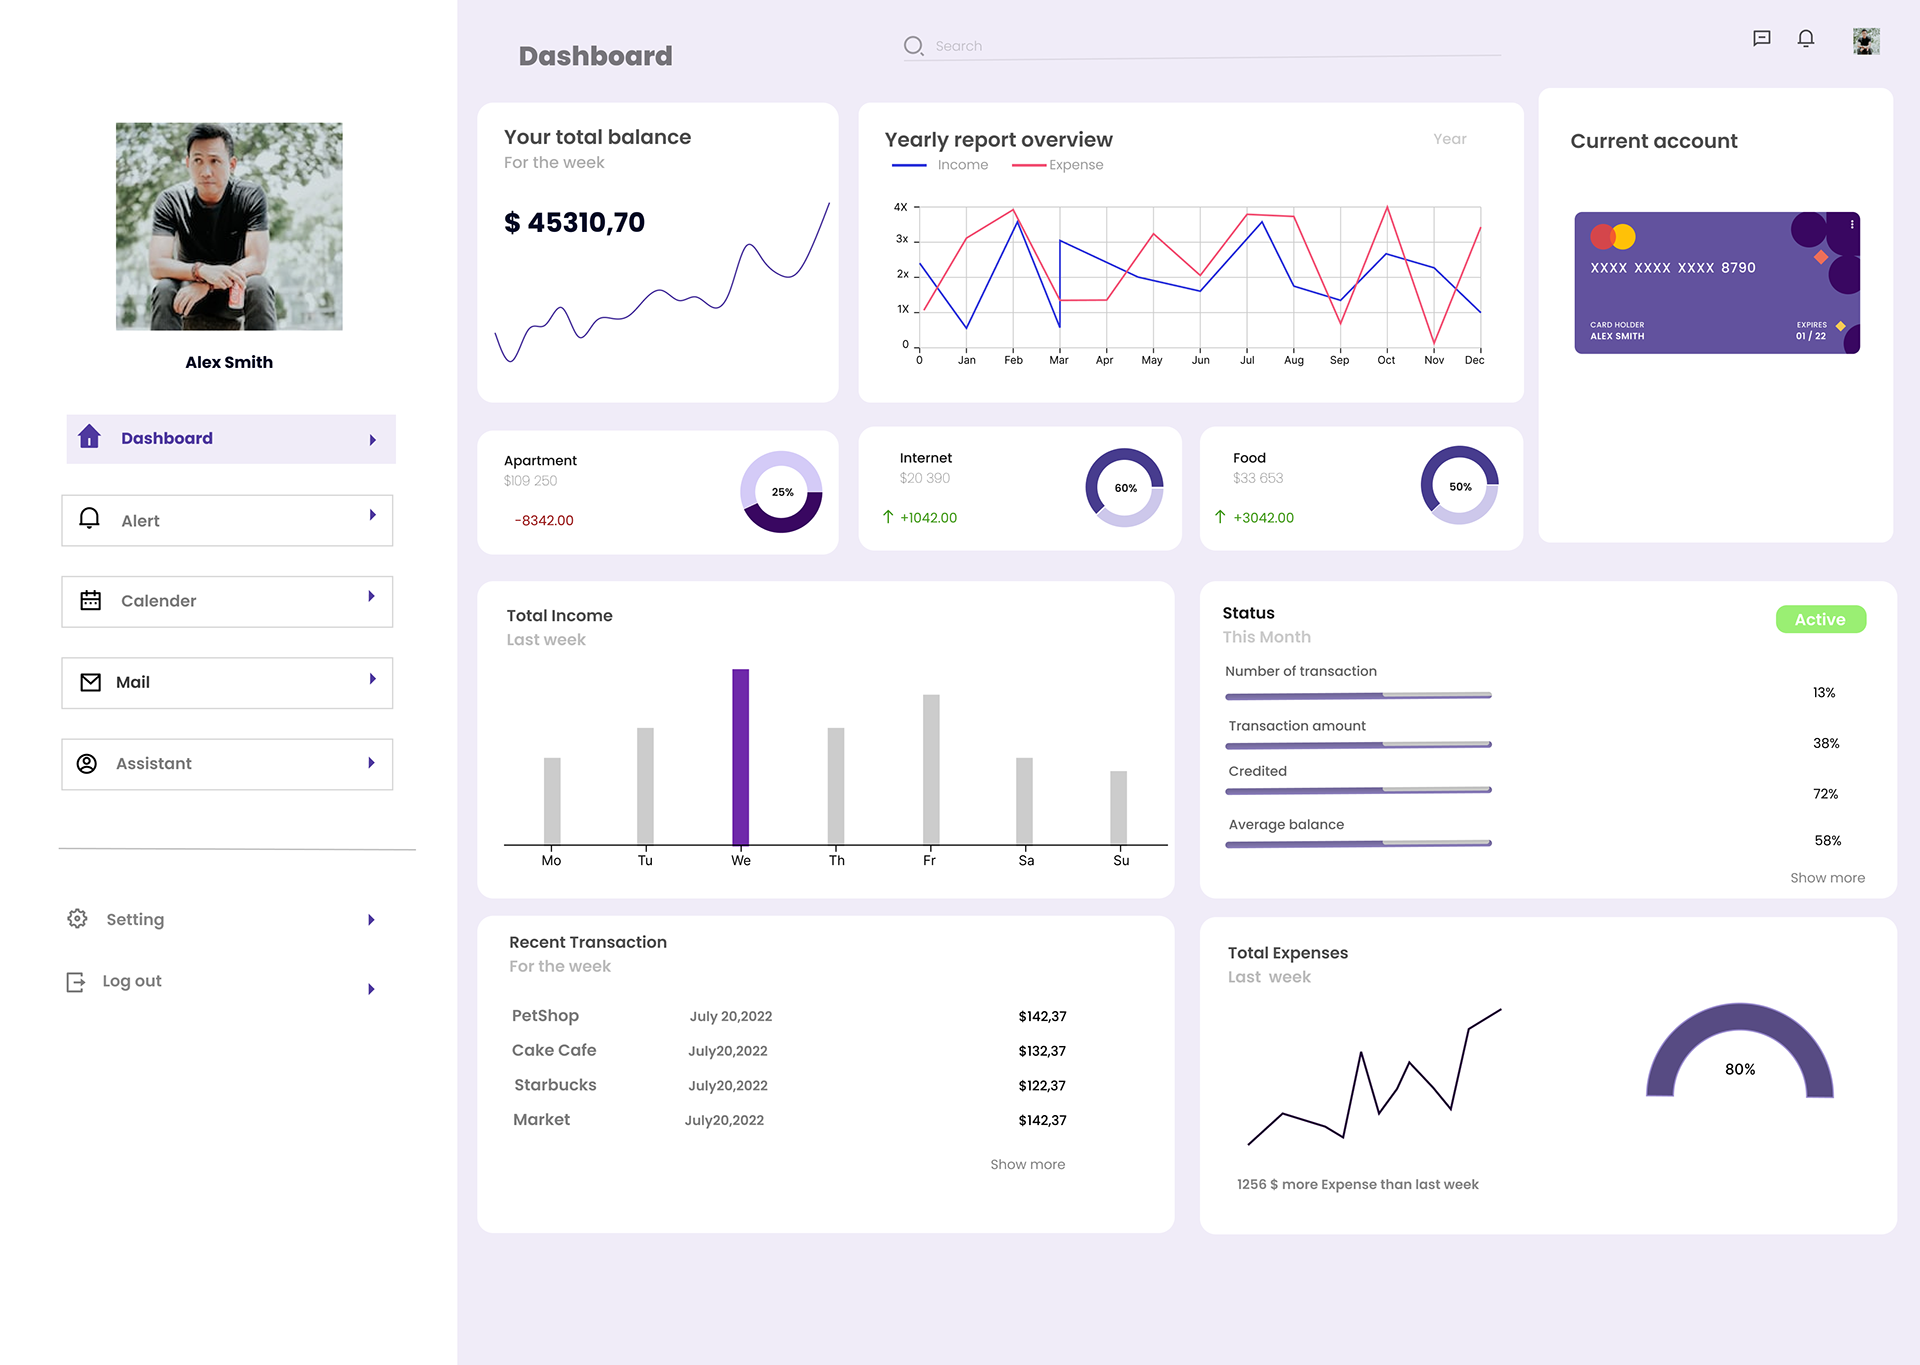 Dashboard
Search
Alex Smith
Dashboard
Alert
Calender
Mail
Assistant
Setting
Log out
Your total balance
For the week
$ 45310,70
Yearly report overview
Year
Income
Expense
4X
3x
2x
1X
0
0 Jan Feb Mar Apr May Jun Jul Aug Sep Oct Nov Dec
Current account
XXXX XXXX XXXX 8790
CARD HOLDER
ALEX SMITH
EXPIRES
01 / 22
Apartment
$109 250
-8342.00
25%
Internet
$20 390
+1042.00
60%
Food
$33 653
+3042.00
50%
Total Income
Last week
Mo Tu We Th Fr Sa Su
Status
This Month
Active
Number of transaction
13%
Transaction amount
38%
Credited
72%
Average balance
58%
Show more
Recent Transaction
For the week
PetShop July 20,2022 $142,37
Cake Cafe July20,2022 $132,37
Starbucks July20,2022 $122,37
Market July20,2022 $142,37
Show more
Total Expenses
Last week
80%
1256 $ more Expense than last week